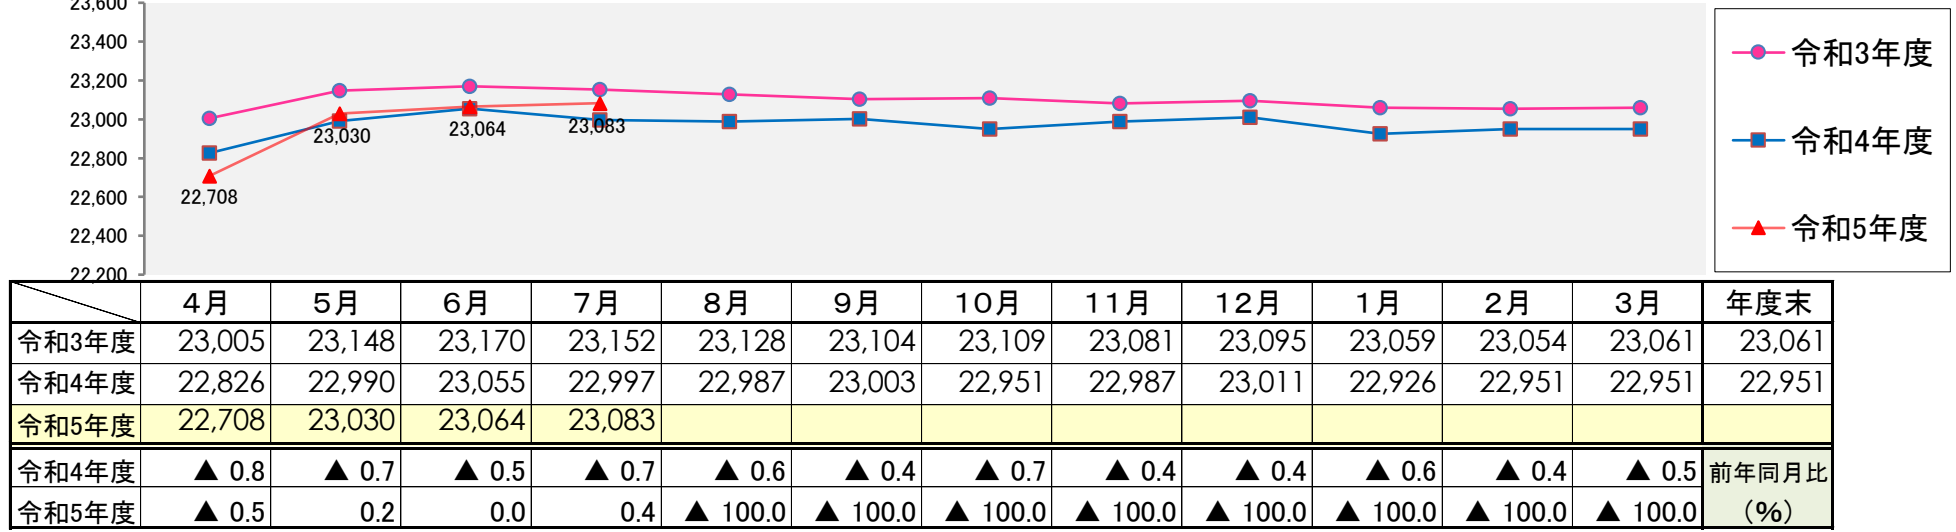 23,600
23,400
23,200
23,000
22,800
22,600
22,400
22,200
22,708
23,030
23,064
23,083
令和3年度
令和4年度
令和5年度
4月 5月 6月 7月 8月 9月 10月 11月 12月 1月 2月 3月 年度末
令和3年度 23,005 23,148 23,170 23,152 23,128 23,104 23,109 23,081 23,095 23,059 23,054 23,061 23,061
令和4年度 22,826 22,990 23,055 22,997 22,987 23,003 22,951 22,987 23,011 22,926 22,951 22,951 22,951
令和5年度 22,708 23,030 23,064 23,083
令和4年度 ▲ 0.8 ▲ 0.7 ▲ 0.5 ▲ 0.7 ▲ 0.6 ▲ 0.4 ▲ 0.7 ▲ 0.4 ▲ 0.4 ▲ 0.6 ▲ 0.4 ▲ 0.5 前年同月比
令和5年度 ▲ 0.5 0.2 0.0 0.4 ▲ 100.0 ▲ 100.0 ▲ 100.0 ▲ 100.0 ▲ 100.0 ▲ 100.0 ▲ 100.0 ▲ 100.0 (%)